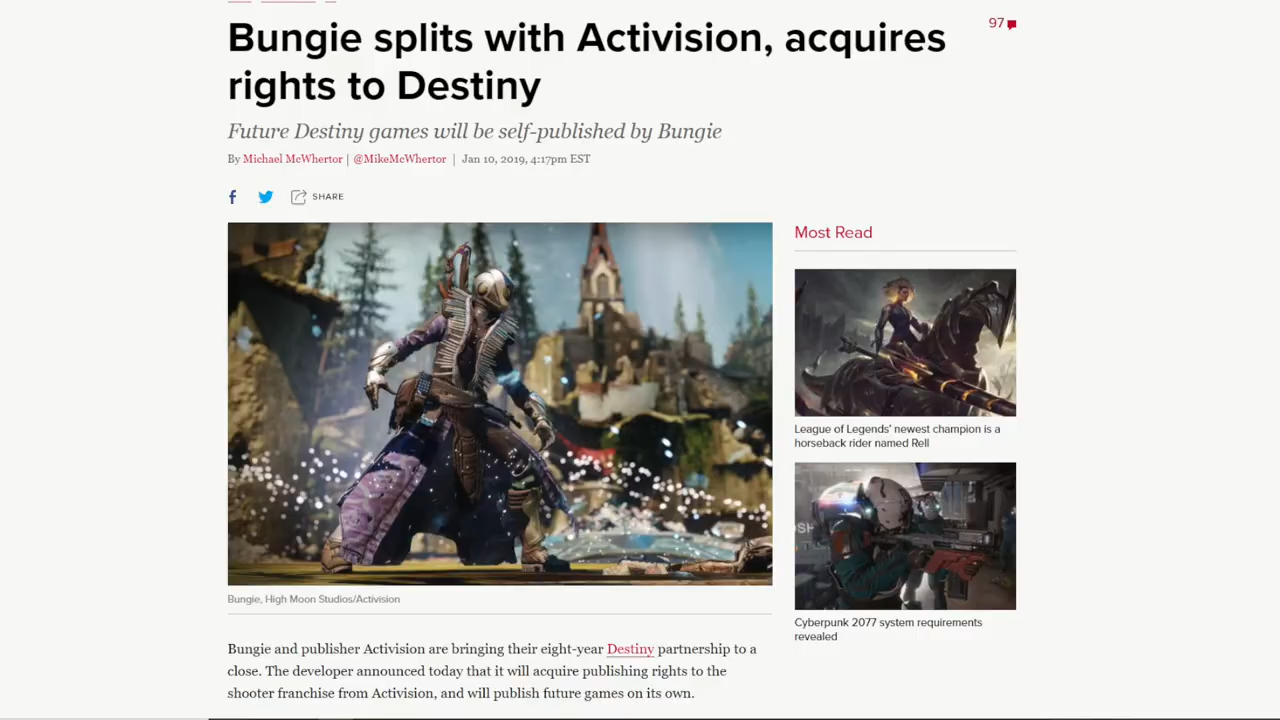 Bungie splits with Activision, acquires
rights to Destiny
97
Future Destiny games will be self-published by Bungie
By Michael McWhertor | @MikeMcWhertor | Jan 10, 2019, 4:17pm EST
SHARE
Bungie, High Moon Studios/Activision
Bungie and publisher Activision are bringing their eight-year Destiny partnership to a
close. The developer announced today that it will acquire publishing rights to the
shooter franchise from Activision, and will publish future games on its own.
Most Read
League of Legends' newest champion is a
horseback rider named Rell
Cyberpunk 2077 system requirements
revealed